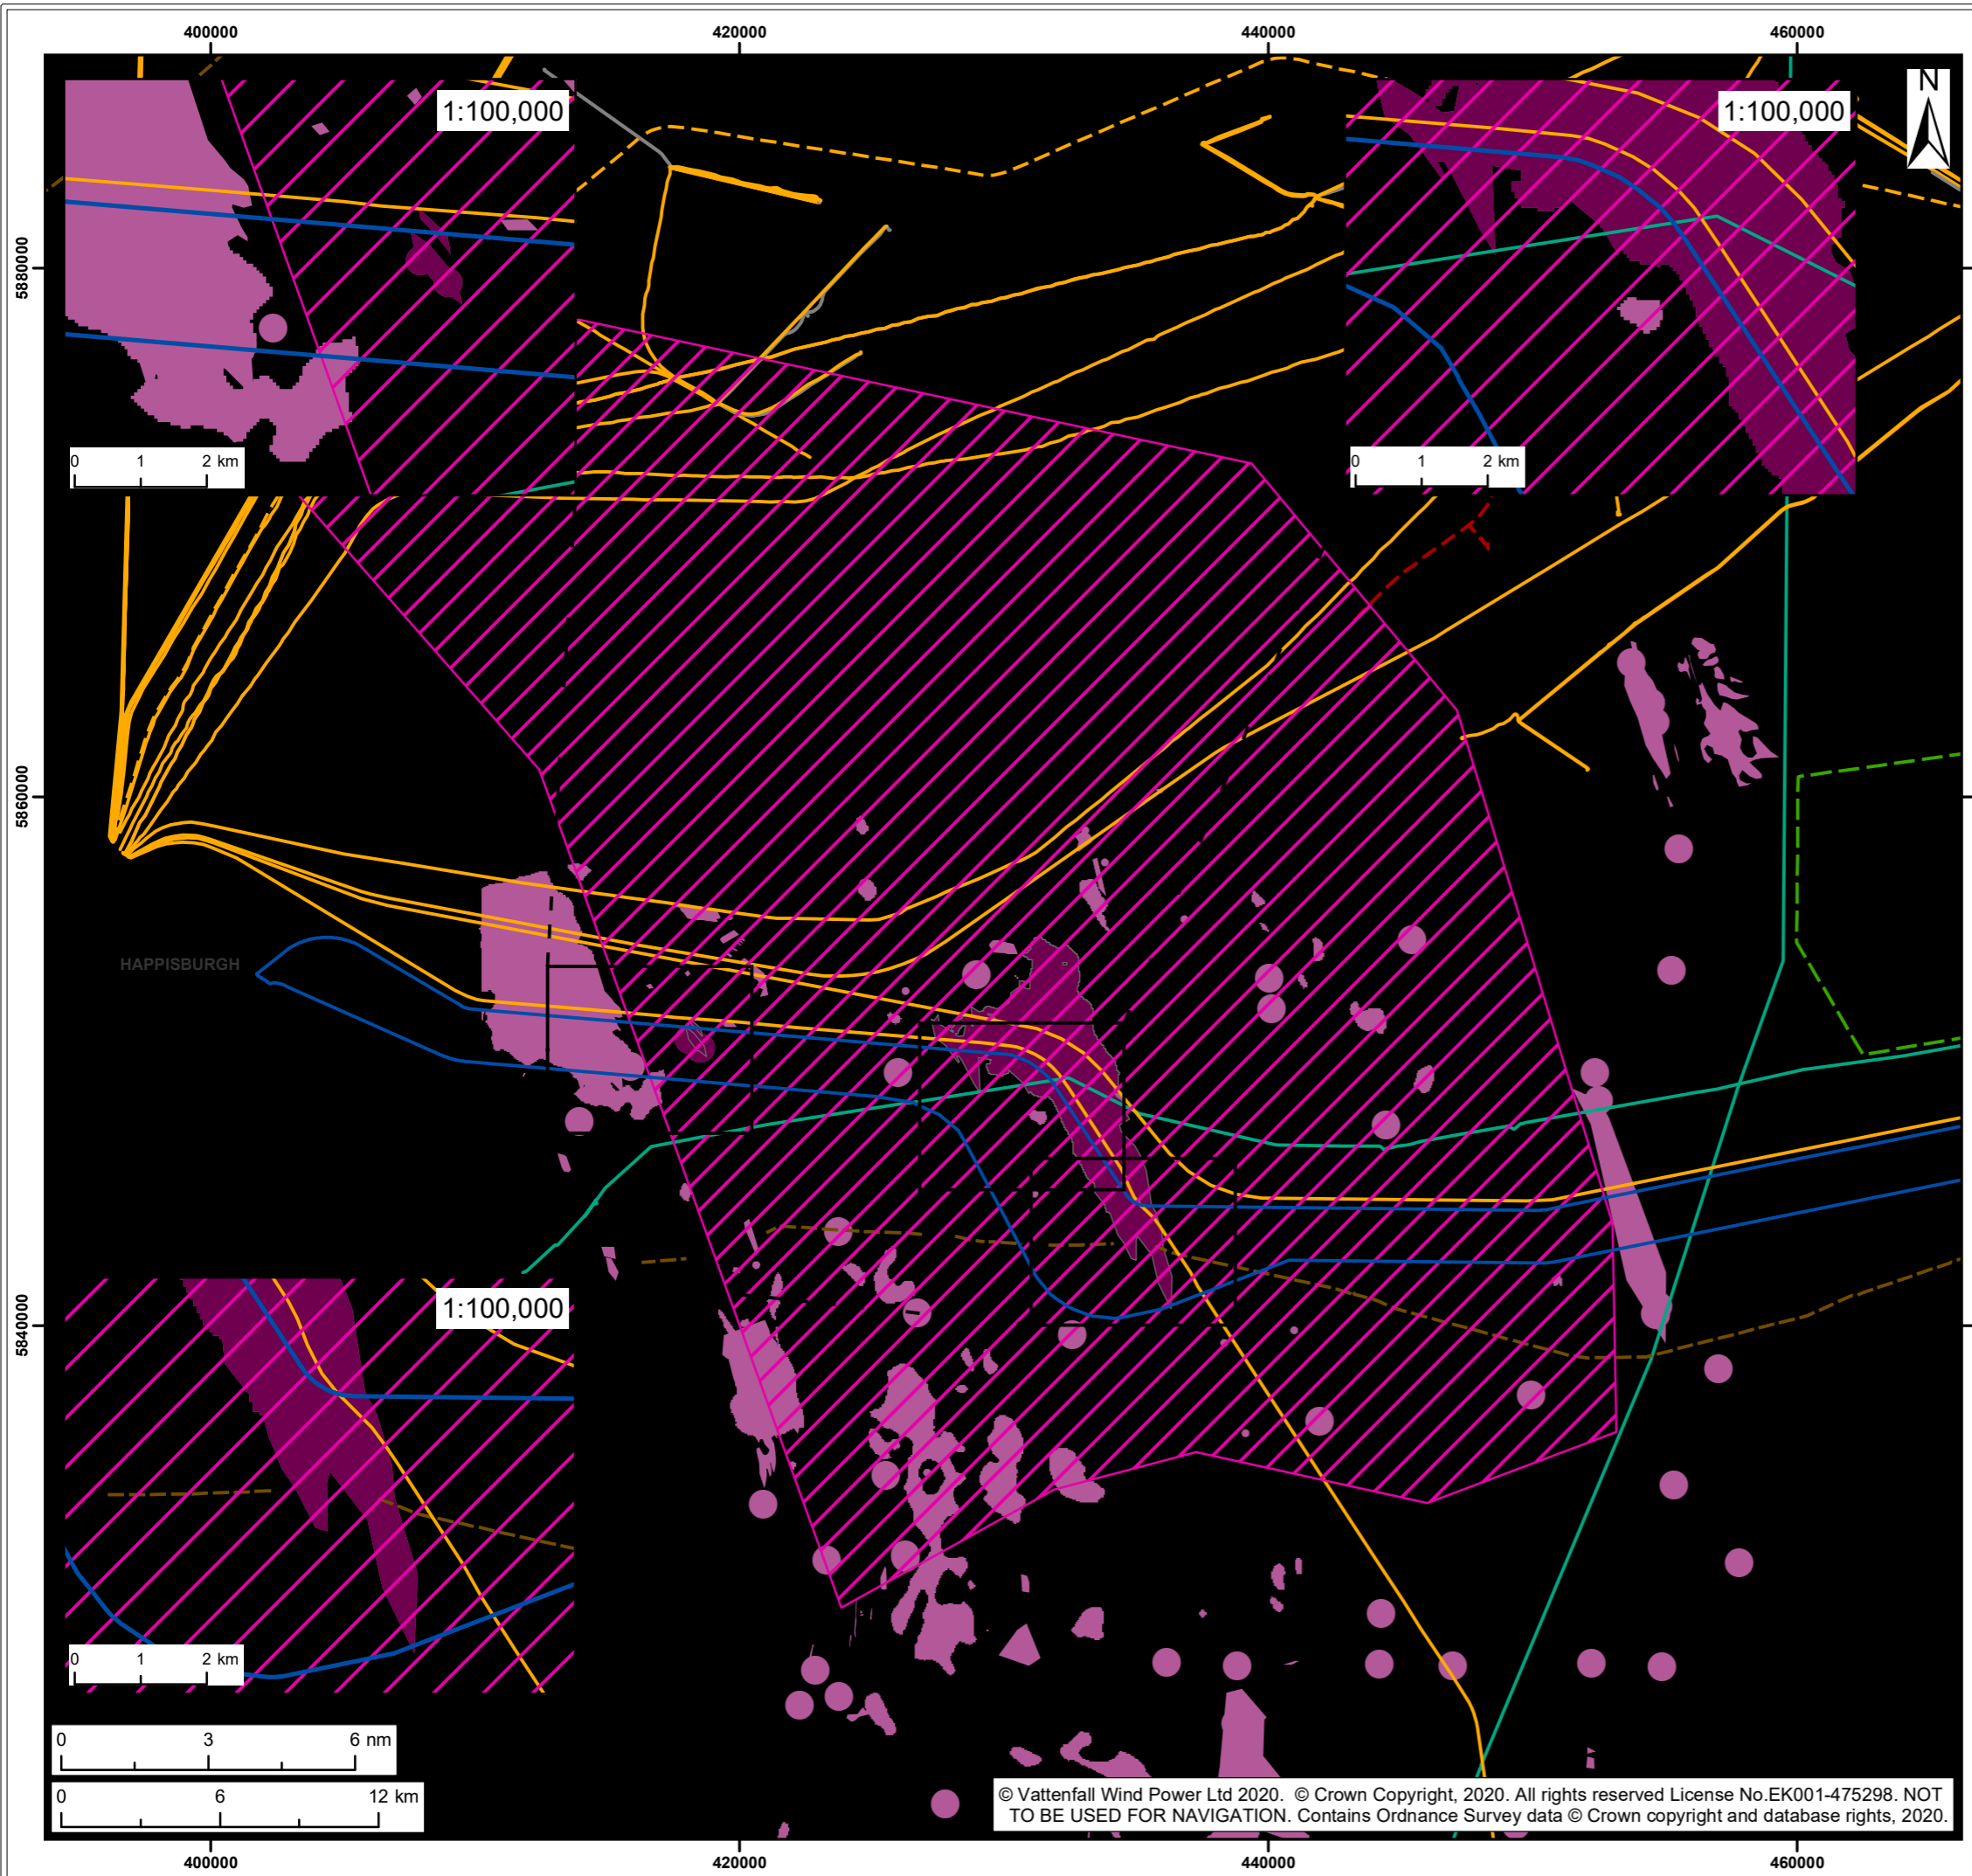 400000 420000 440000 460000
N
1:100,000
1:100,000
5880000
0 1 2 km
0 1 2 km
5860000
HAPPISBURGH
1:100,000
5840000
0 1 2 km
0 3 6 nm
0 6 12 km
© Vattenfall Wind Power Ltd 2020. © Crown Copyright, 2020. All rights reserved License No.EK001-475298. NOT
TO BE USED FOR NAVIGATION. Contains Ordnance Survey data © Crown copyright and database rights, 2020.
400000 420000 440000 460000